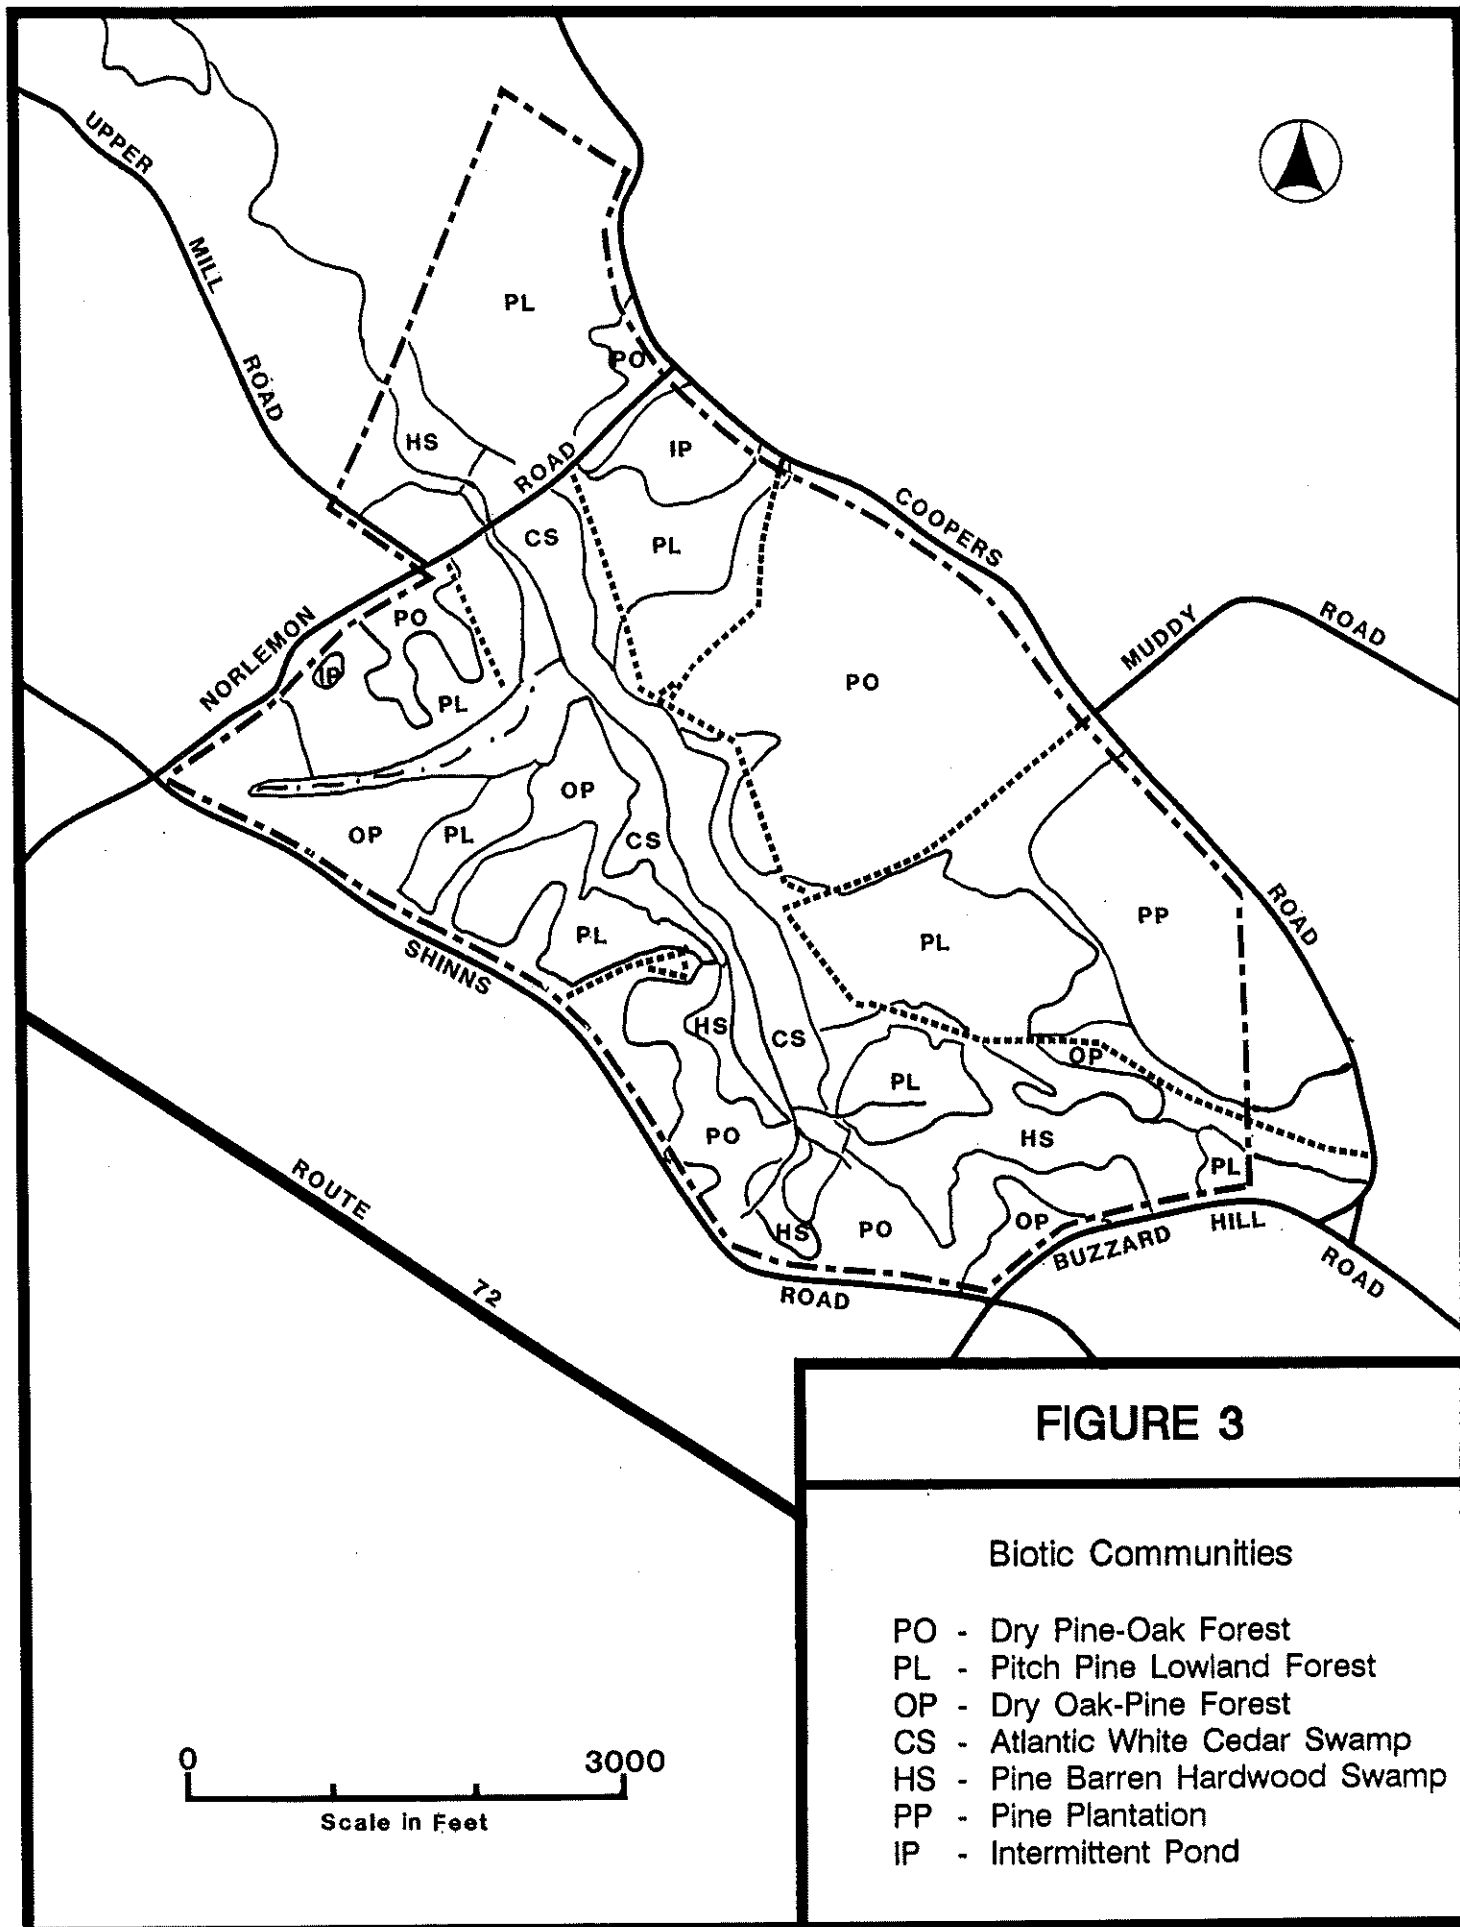 UPPER
MILL
ROAD
PL
PO
HS
ROAD
IP
COOPERS
CS
PL
NORLEMON
PO
MUDDY
ROAD
IP
PL
PO
OP
OP
PL
CS
ROAD
PP
PL
PL
SHINNS
HS
CS
OP
PL
PO
HS
PL
ROUTE
72
HS
PO
OP
BUZZARD
HILL
ROAD
ROAD
FIGURE 3
Biotic Communities
PO - Dry Pine-Oak Forest
PL - Pitch Pine Lowland Forest
OP - Dry Oak-Pine Forest
CS - Atlantic White Cedar Swamp
HS - Pine Barren Hardwood Swamp
PP - Pine Plantation
IP - Intermittent Pond
0 3000
Scale in Feet